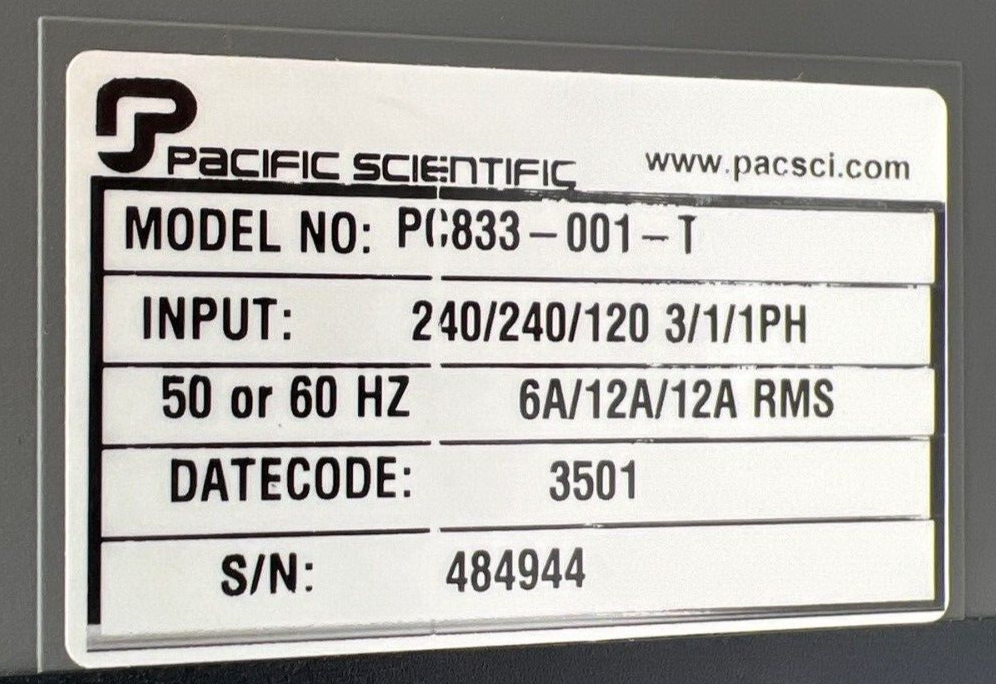 PACIFIC SCIENTIFIC www.pacsci.com
MODEL NO: PC833-001-T
INPUT: 240/240/120 3/1/1PH
50 or 60 HZ 6A/12A/12A RMS
DATECODE: 3501
S/N: 484944